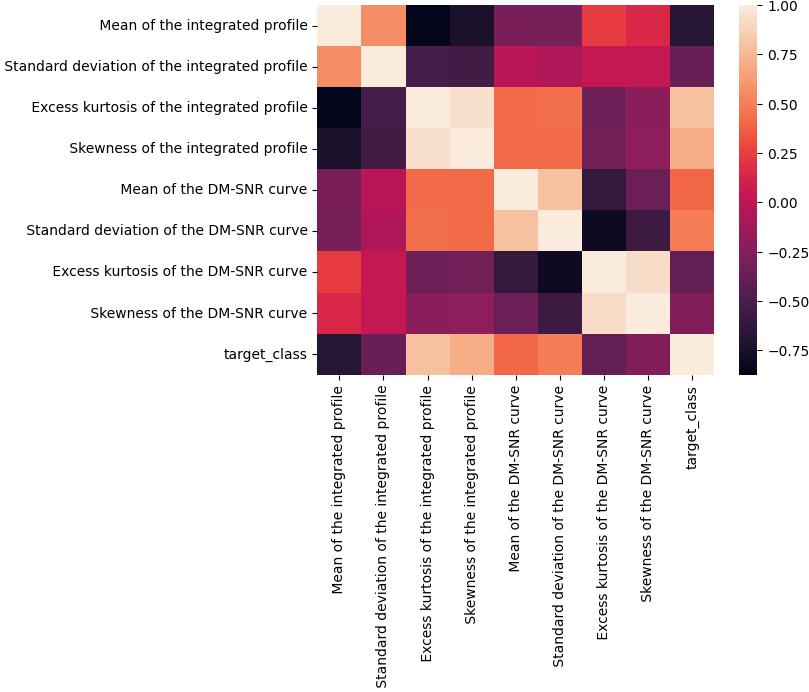 Mean of the integrated profile
Standard deviation of the integrated profile
Excess kurtosis of the integrated profile
Skewness of the integrated profile
Mean of the DM-SNR curve
Standard deviation of the DM-SNR curve
Excess kurtosis of the DM-SNR curve
Skewness of the DM-SNR curve
target_class
Mean of the integrated profile
Standard deviation of the integrated profile
Excess kurtosis of the integrated profile
Skewness of the integrated profile
Mean of the DM-SNR curve
Standard deviation of the DM-SNR curve
Excess kurtosis of the DM-SNR curve
Skewness of the DM-SNR curve
target_class
1.00
0.75
0.50
0.25
0.00
−0.25
−0.50
−0.75